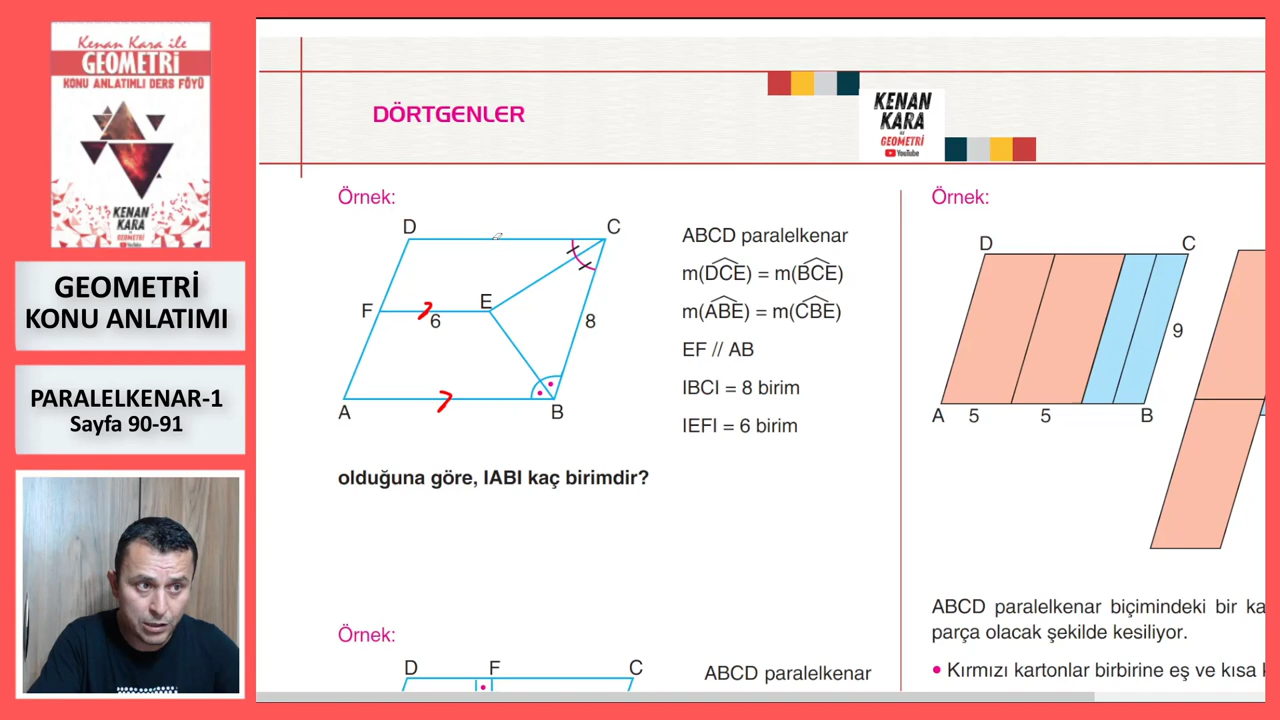 Kenan Kara ile
GEOMETRİ
KONU ANLATIMLI DERS FÖYÜ
KENAN
KARA
ile
GEOMETRİ
GEOMETRİ
KONU ANLATIMI
PARALELKENAR-1
Sayfa 90-91
DÖRTGENLER
KENAN
KARA
ile
GEOMETRİ
YouTube
Örnek:
D
C
F
E
6
8
A
B
ABCD paralelkenar
m(DCE) = m(BCE)
m(ABE) = m(CBE)
EF // AB
IBCI = 8 birim
IEFI = 6 birim
olduğuna göre, IABI kaç birimdir?
Örnek:
D F C
ABCD paralelkenar
Örnek:
D
C
9
A 5 5 B
ABCD paralelkenar biçimindeki bir
parça olacak şekilde kesiliyor.
• Kırmızı kartonlar birbirine eş ve kısa